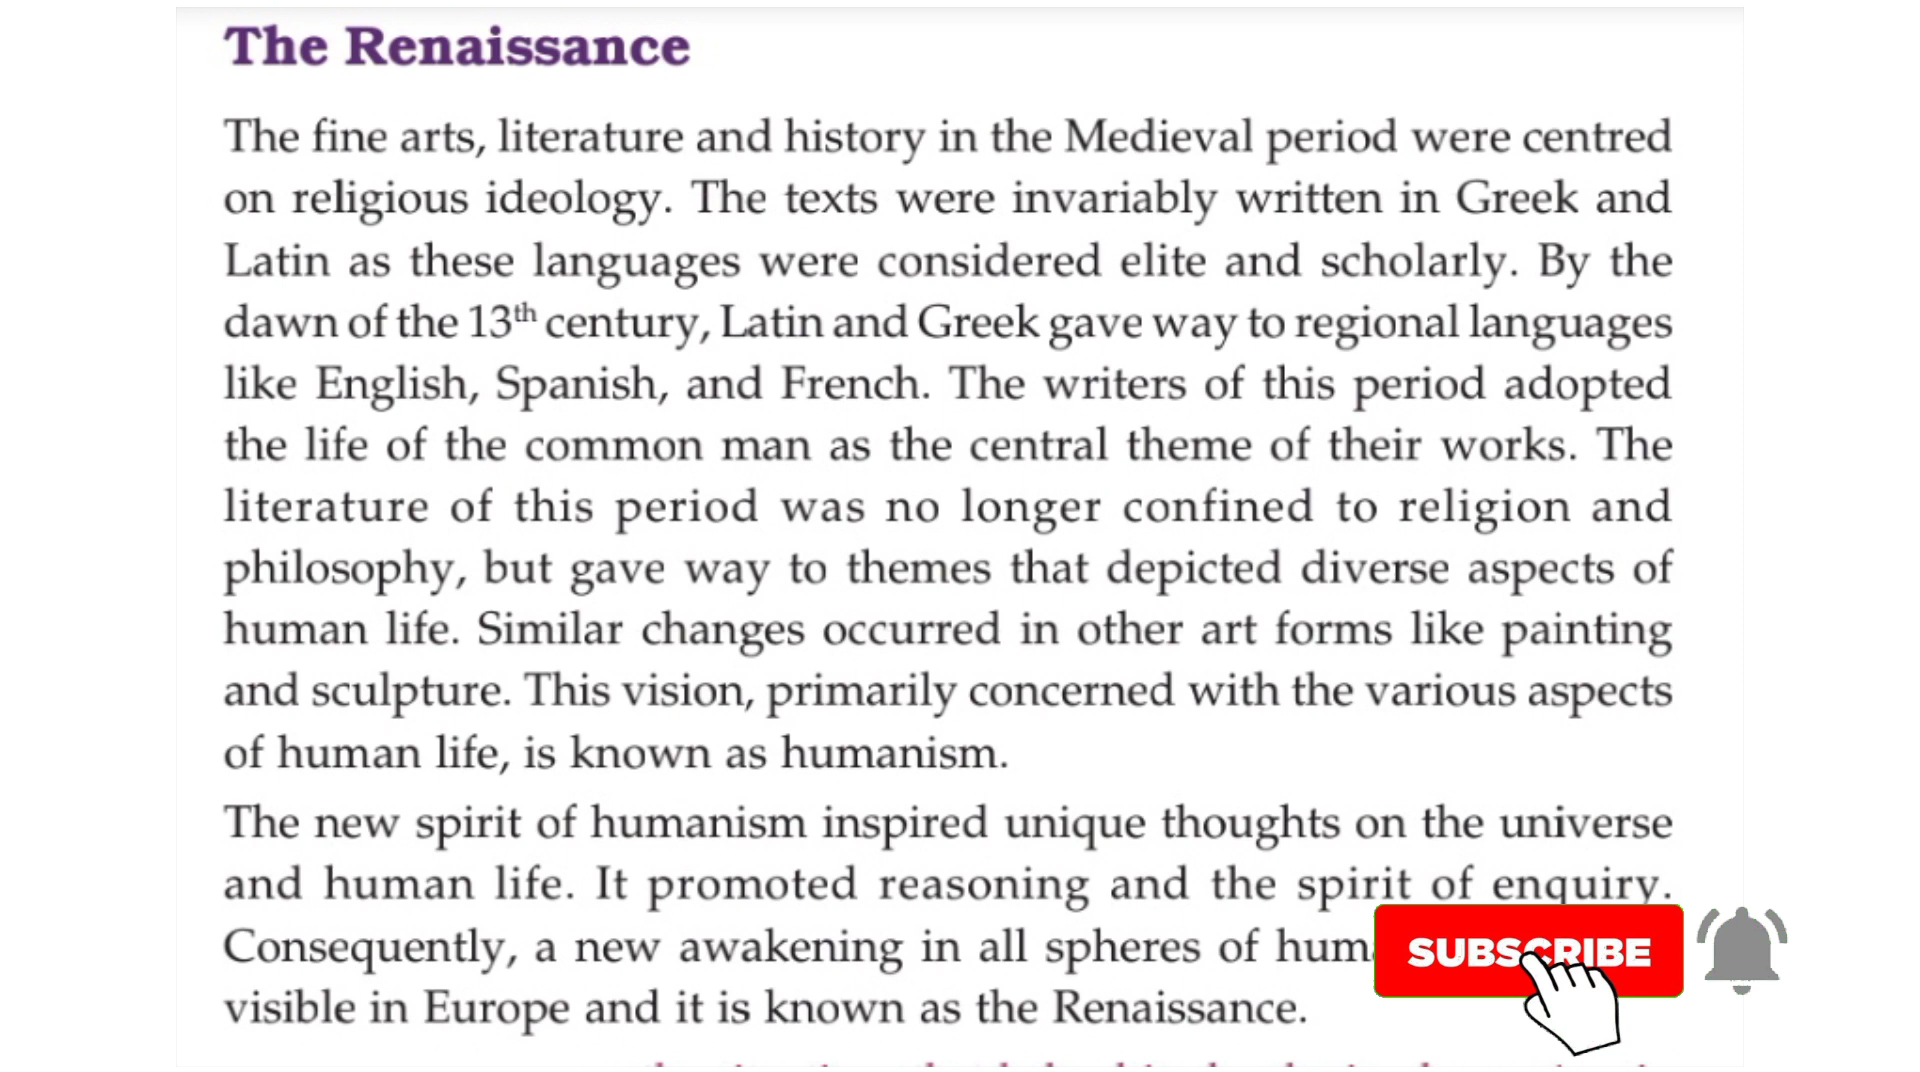 The Renaissance
The fine arts, literature and history in the Medieval period were centred
on religious ideology. The texts were invariably written in Greek and
Latin as these languages were considered elite and scholarly. By the
dawn of the 13th century, Latin and Greek gave way to regional languages
like English, Spanish, and French. The writers of this period adopted
the life of the common man as the central theme of their works. The
literature of this period was no longer confined to religion and
philosophy, but gave way to themes that depicted diverse aspects of
human life. Similar changes occurred in other art forms like painting
and sculpture. This vision, primarily concerned with the various aspects
of human life, is known as humanism.
The new spirit of humanism inspired unique thoughts on the universe
and human life. It promoted reasoning and the spirit of enquiry.
Consequently, a new awakening in all spheres of
visible in Europe and it is known as the Renaissance.
SUBSCRIBE